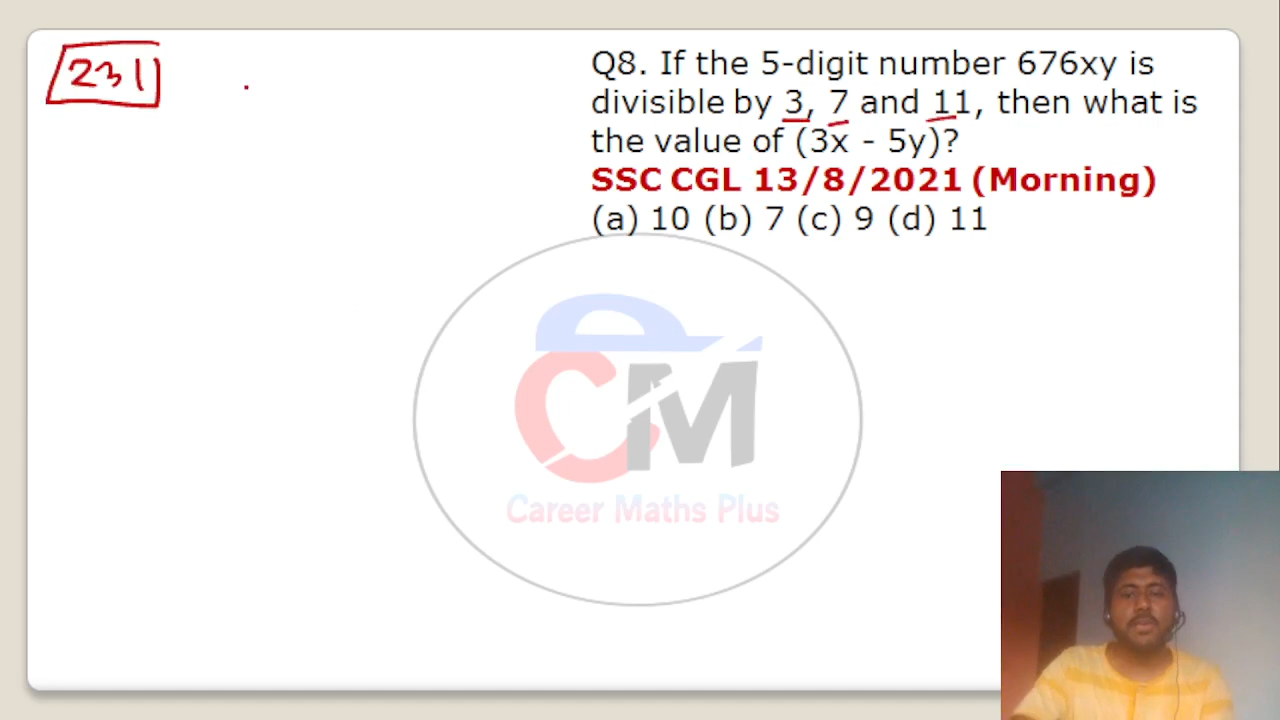 231
Q8. If the 5-digit number 676xy is
divisible by 3, 7 and 11, then what is
the value of (3x - 5y)?
SSC CGL 13/8/2021 (Morning)
(a) 10 (b) 7 (c) 9 (d) 11
eCM
Career Maths Plus